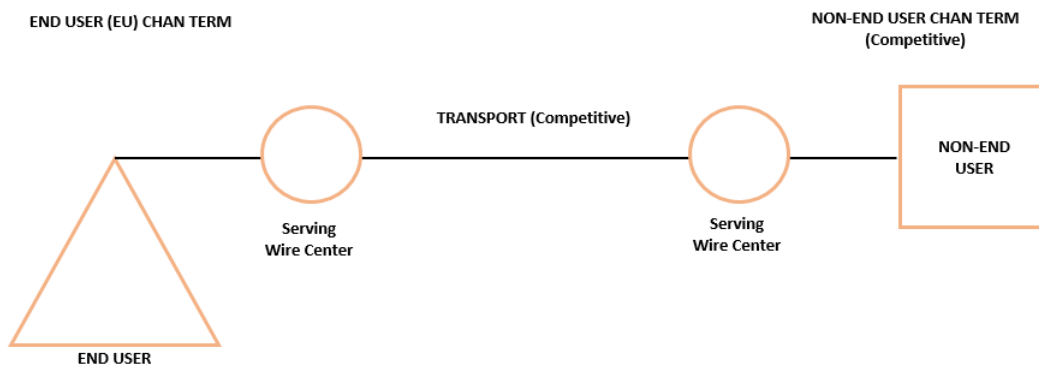 END USER (EU) CHAN TERM
NON-END USER CHAN TERM
(Competitive)
TRANSPORT (Competitive)
NON-END
USER
Serving
Wire Center
Serving
Wire Center
END USER